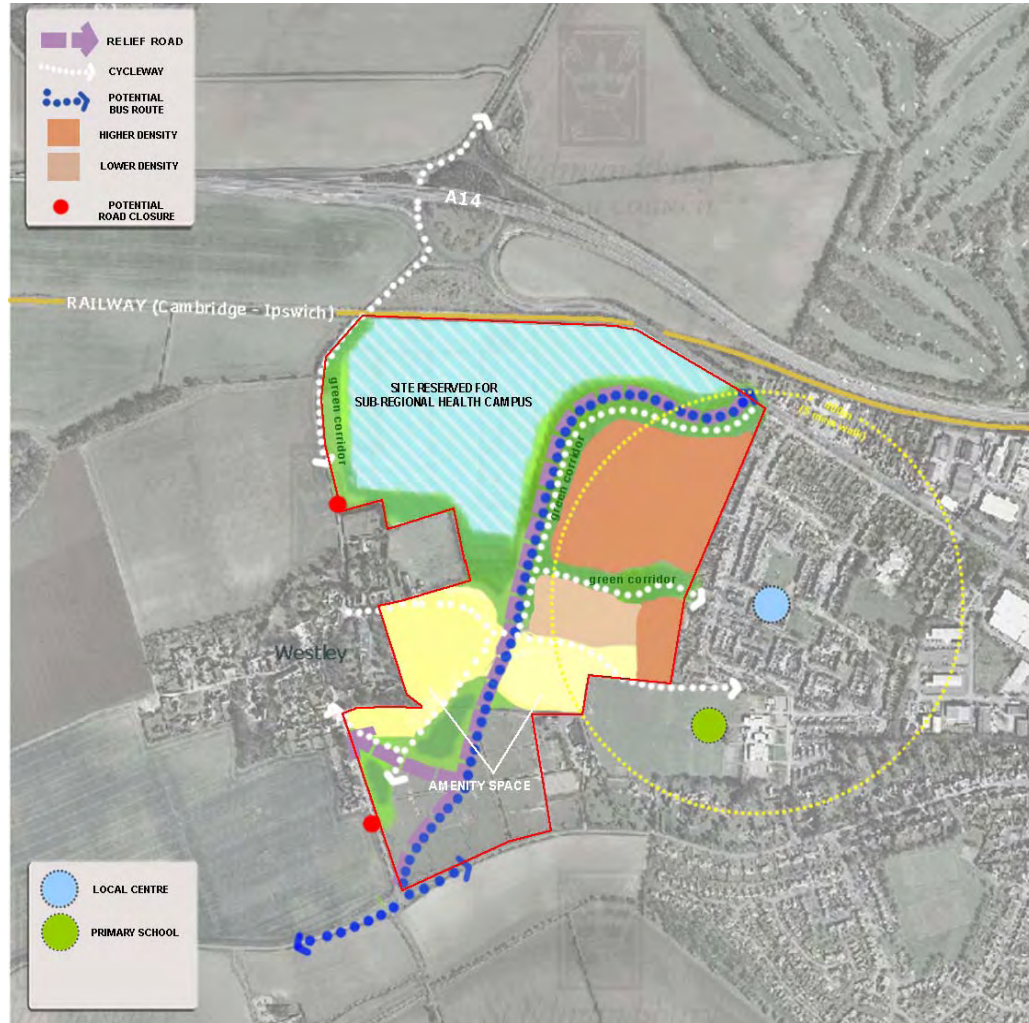 RELIEF ROAD
CYCLEWAY
POTENTIAL
BUS ROUTE
HIGHER DENSITY
LOWER DENSITY
POTENTIAL
ROAD CLOSURE
A14
RAILWAY (Cambridge - Ipswich)
SITE RESERVED FOR
SUB-REGIONAL HEALTH CAMPUS
green corridor
green corridor
green corridor
Westley
AMENITY SPACE
LOCAL CENTRE
PRIMARY SCHOOL